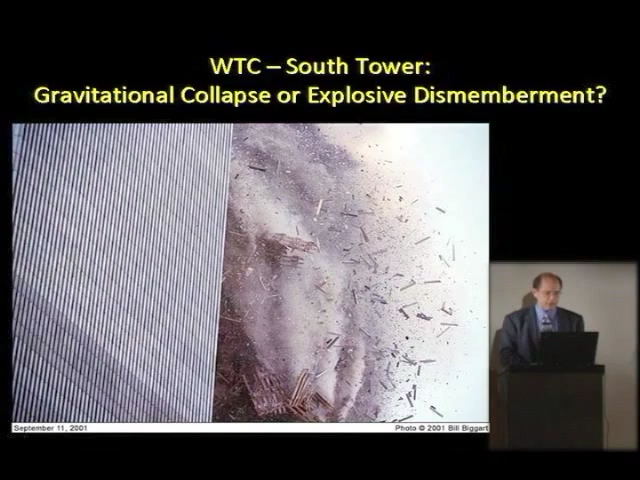 WTC – South Tower:
Gravitational Collapse or Explosive Dismemberment?
September 11, 2001
Photo © 2001 Bill Biggart